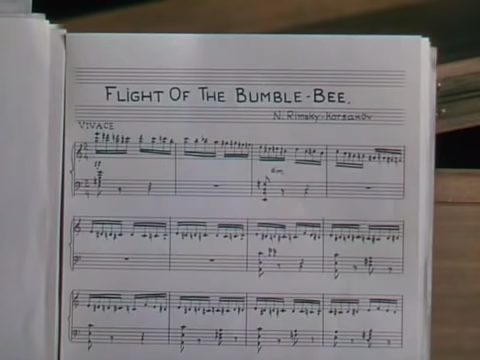 FLIGHT OF THE BUMBLE-BEE.
N. Rimsky-Korsakov
VIVACE